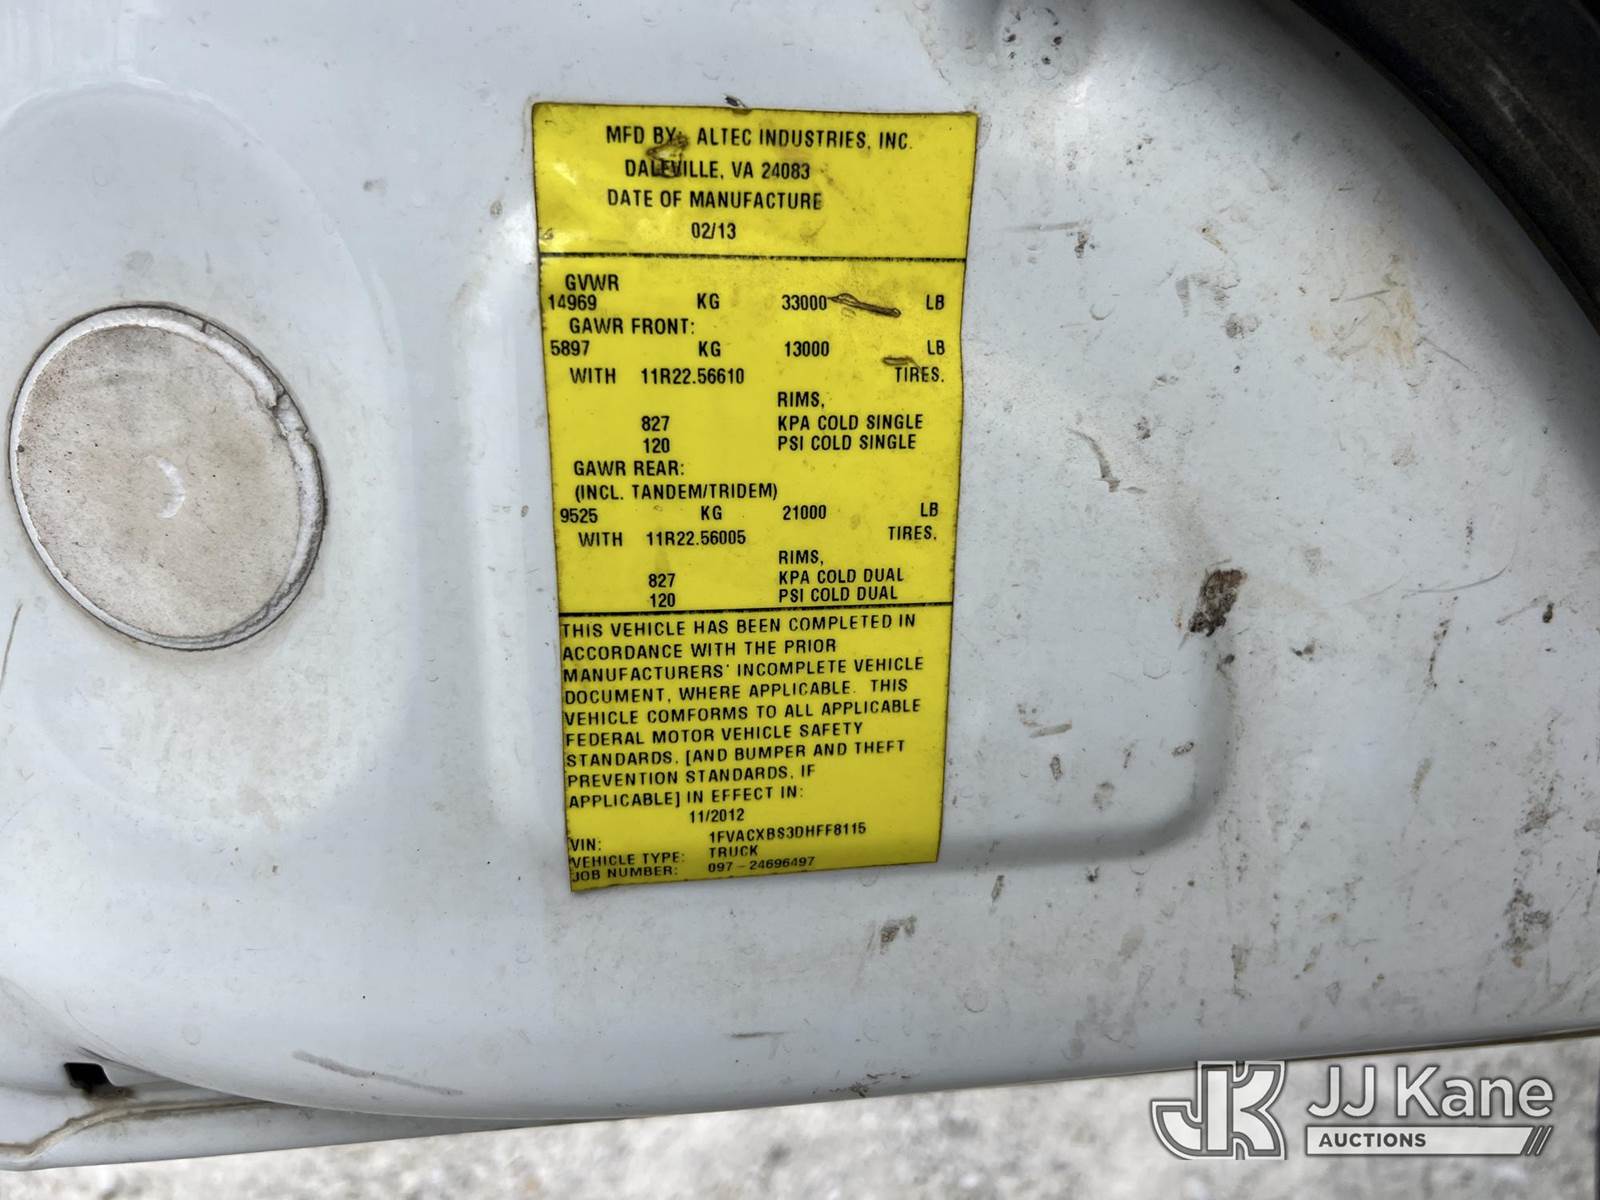 MFD BY: ALTEC INDUSTRIES, INC.
DALEVILLE, VA 24083
DATE OF MANUFACTURE
02/13
GVWR
14969 KG 33000 LB
GAWR FRONT:
5897 KG 13000 LB
WITH 11R22.56610 TIRES,
RIMS,
827 KPA COLD SINGLE
120 PSI COLD SINGLE
GAWR REAR:
(INCL. TANDEM/TRIDEM)
9525 KG 21000 LB
WITH 11R22.56005 TIRES,
RIMS,
827 KPA COLD DUAL
120 PSI COLD DUAL
THIS VEHICLE HAS BEEN COMPLETED IN
ACCORDANCE WITH THE PRIOR
MANUFACTURERS' INCOMPLETE VEHICLE
DOCUMENT, WHERE APPLICABLE. THIS
VEHICLE COMFORMS TO ALL APPLICABLE
FEDERAL MOTOR VEHICLE SAFETY
STANDARDS, [AND BUMPER AND THEFT
PREVENTION STANDARDS, IF
APPLICABLE] IN EFFECT IN:
11/2012
VIN: 1FVACXBS3DHFF8115
VEHICLE TYPE: TRUCK
JOB NUMBER: 097-24696497
JK JJ Kane
AUCTIONS